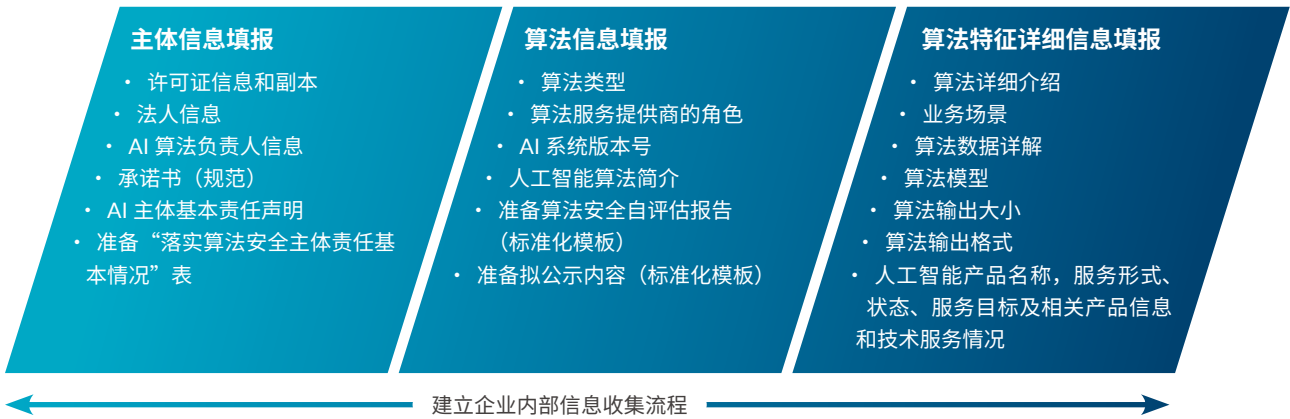 主体信息填报
· 许可证信息和副本
· 法人信息
· AI 算法负责人信息
· 承诺书（规范）
· AI 主体基本责任声明
· 准备“落实算法安全主体责任基
本情况”表
算法信息填报
· 算法类型
· 算法服务提供商的角色
· AI 系统版本号
· 人工智能算法简介
· 准备算法安全自评估报告
（标准化模板）
· 准备拟公示内容（标准化模板）
算法特征详细信息填报
· 算法详细介绍
· 业务场景
· 算法数据详解
· 算法模型
· 算法输出大小
· 算法输出格式
· 人工智能产品名称，服务形式、
状态、服务目标及相关产品信息
和技术服务情况
建立企业内部信息收集流程